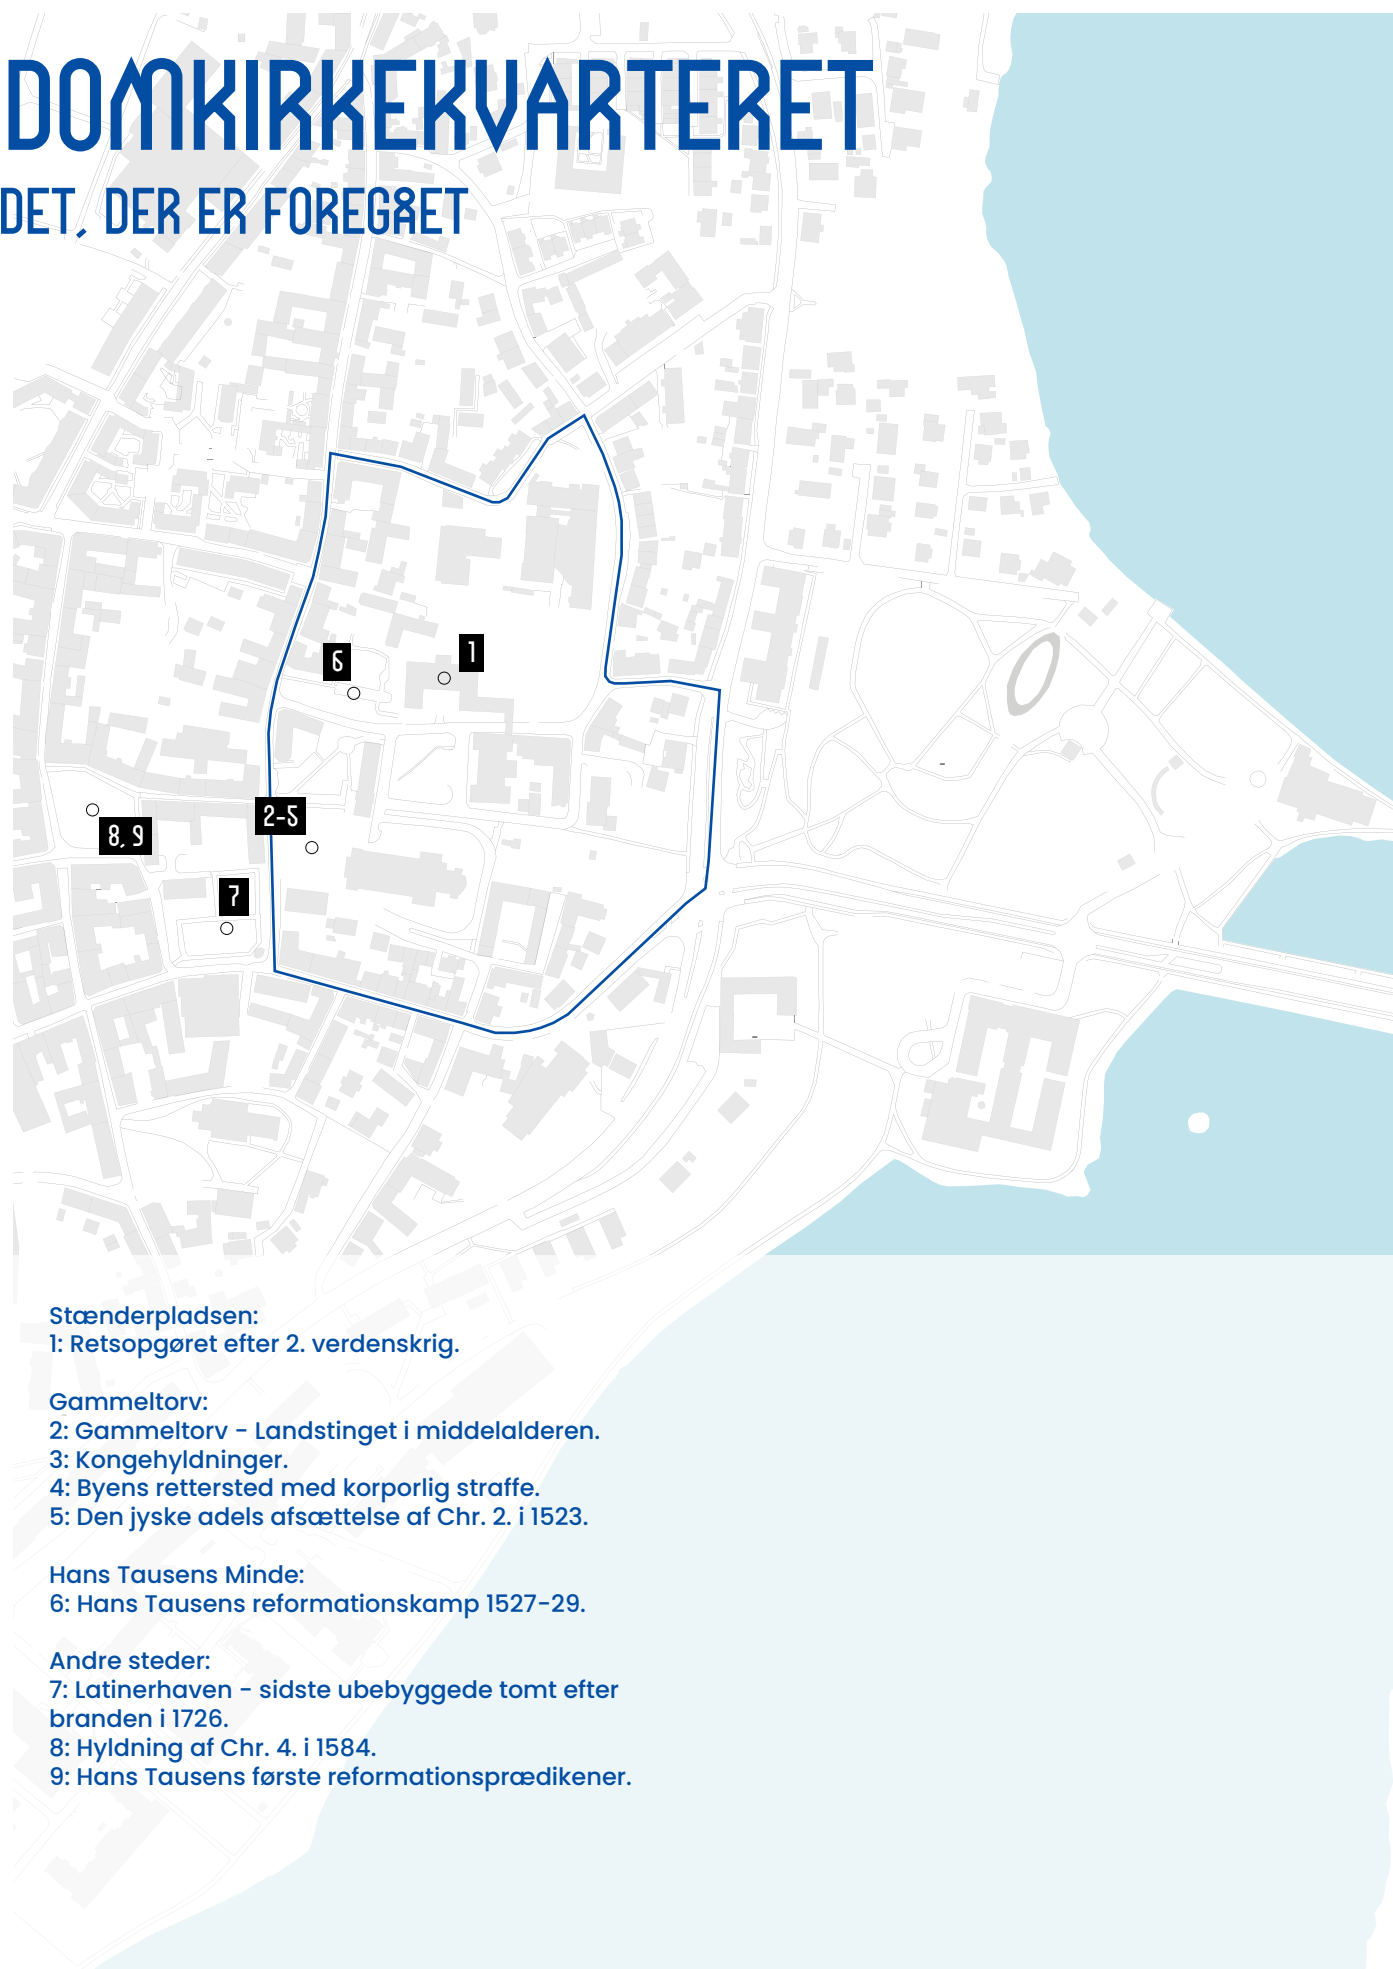 DOMKIRKEKVARTERET
DET, DER ER FOREGÅET
6
1
2-5
8, 9
7
Stænderpladsen:
1: Retsopgøret efter 2. verdenskrig.
Gammeltorv:
2: Gammeltorv - Landstinget i middelalderen.
3: Kongehyldninger.
4: Byens rettersted med korporlig straffe.
5: Den jyske adels afsættelse af Chr. 2. i 1523.
Hans Tausens Minde:
6: Hans Tausens reformationskamp 1527-29.
Andre steder:
7: Latinerhaven - sidste ubebyggede tomt efter
branden i 1726.
8: Hyldning af Chr. 4. i 1584.
9: Hans Tausens første reformationsprædikener.